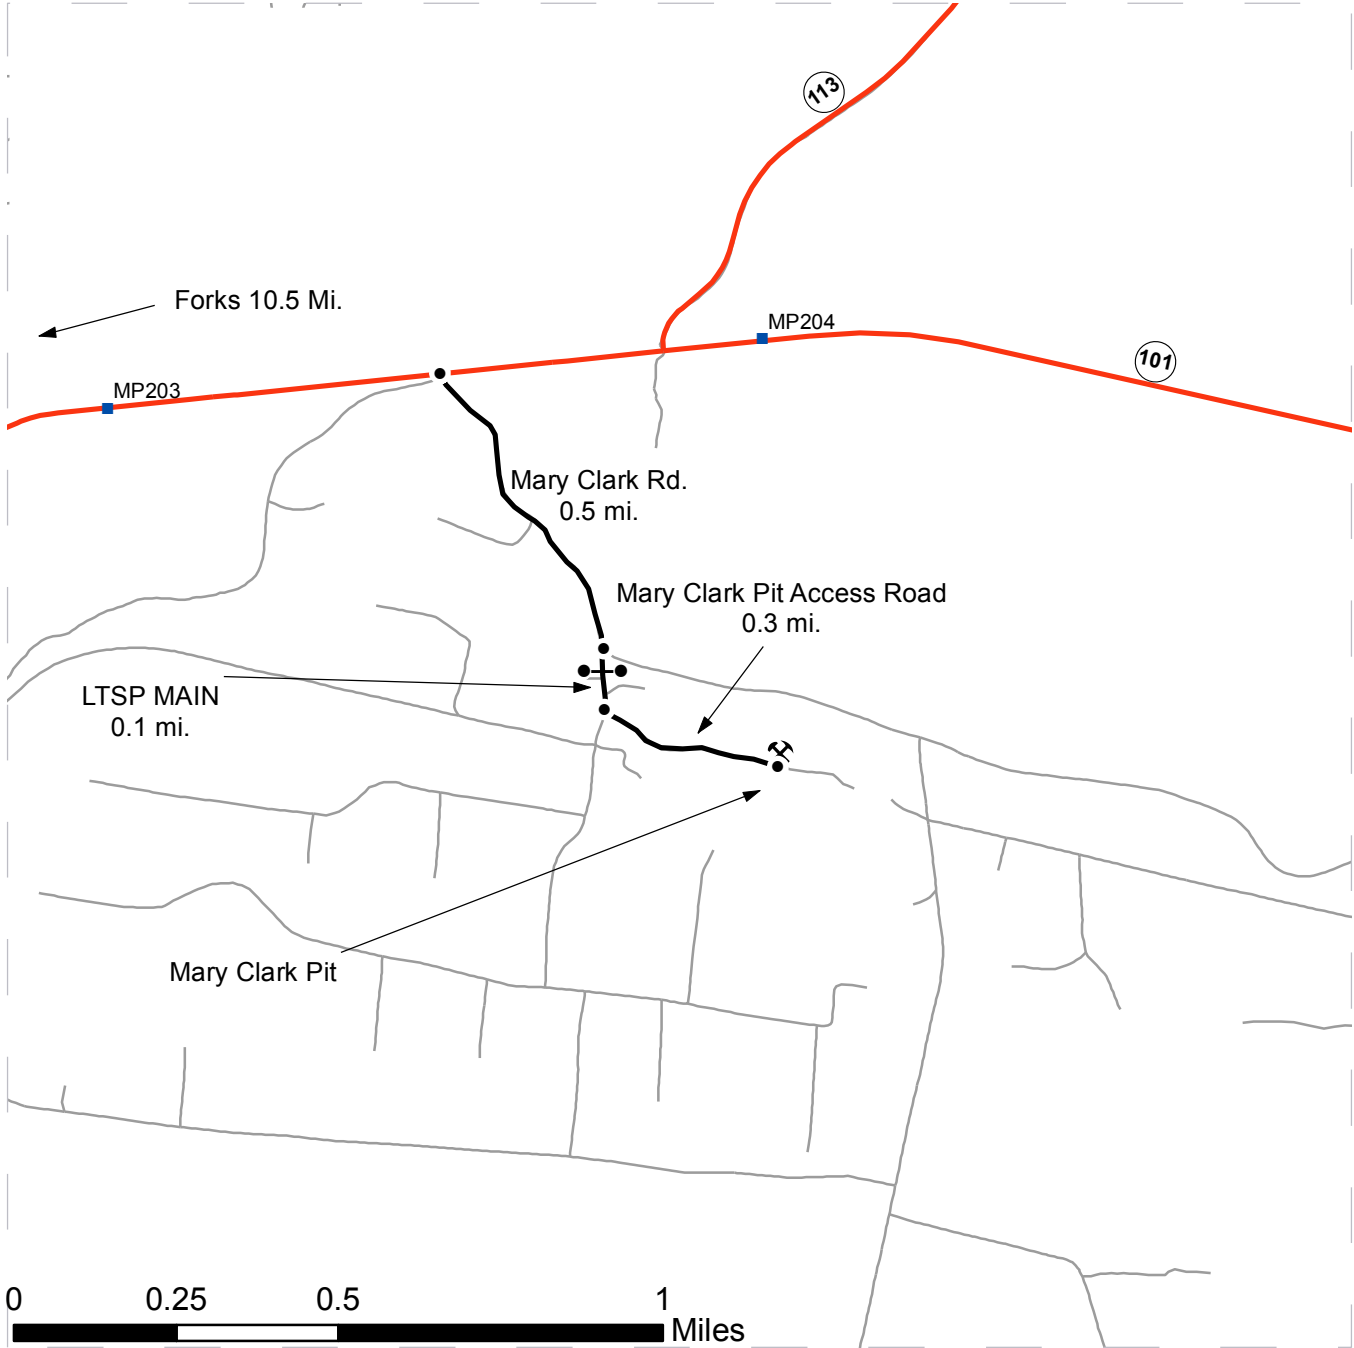 113
Forks 10.5 Mi.
MP204
101
MP203
Mary Clark Rd.
0.5 mi.
Mary Clark Pit Access Road
0.3 mi.
LTSP MAIN
0.1 mi.
Mary Clark Pit
0 0.25 0.5 1
Miles